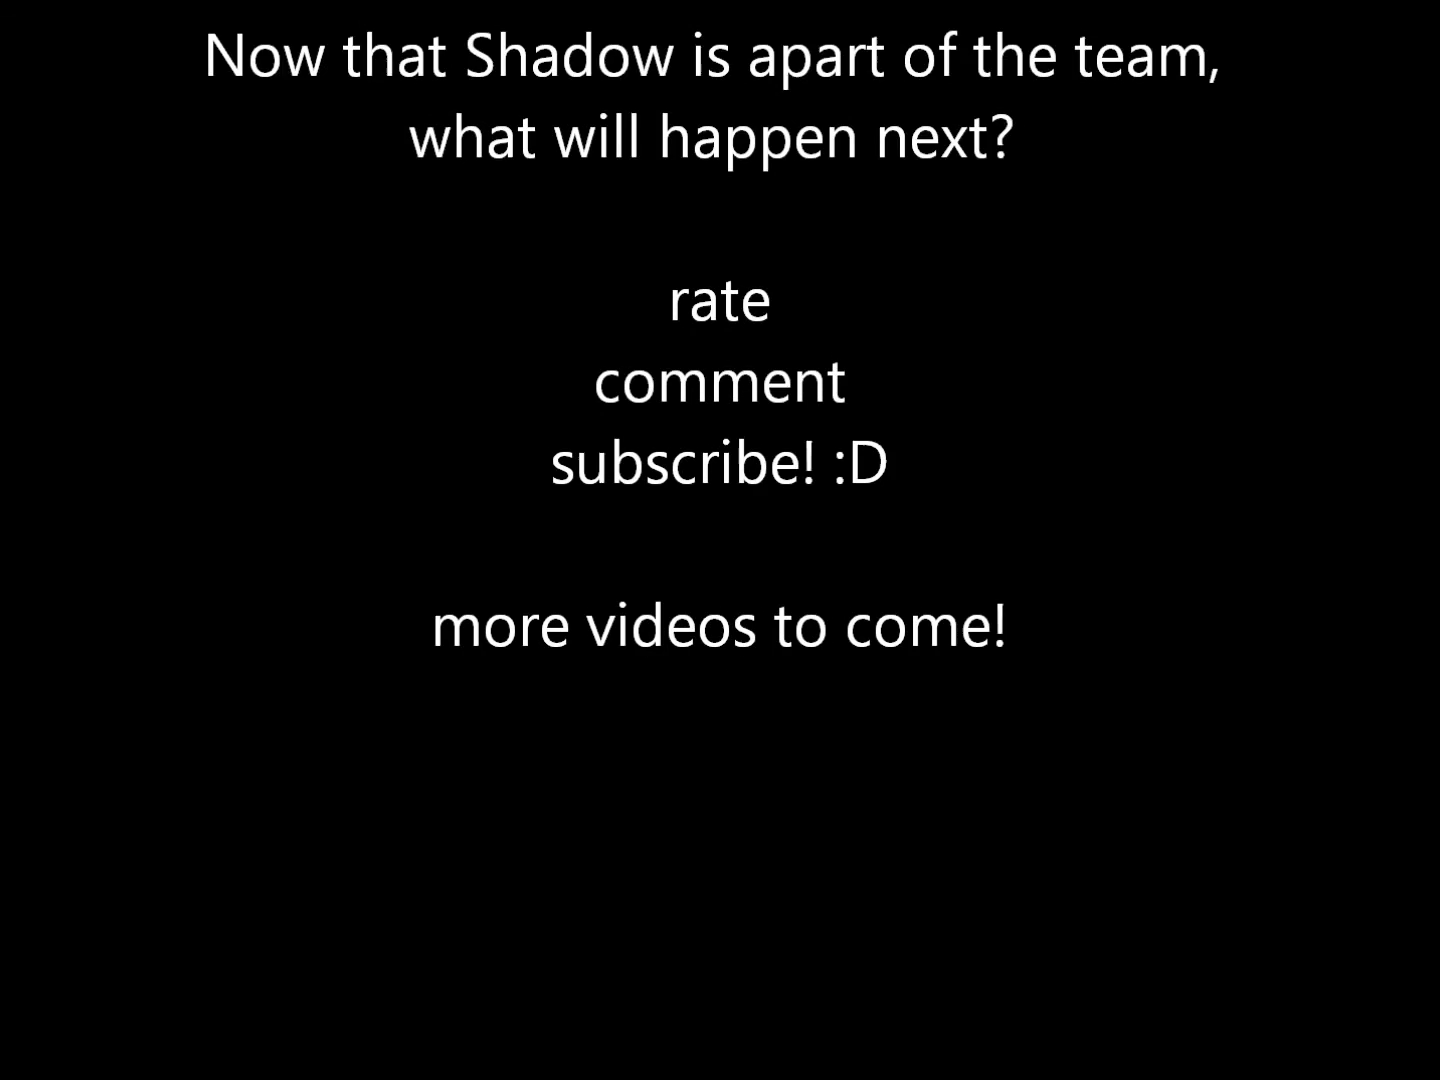 Now that Shadow is apart of the team,
what will happen next?
rate
comment
subscribe! :D
more videos to come!